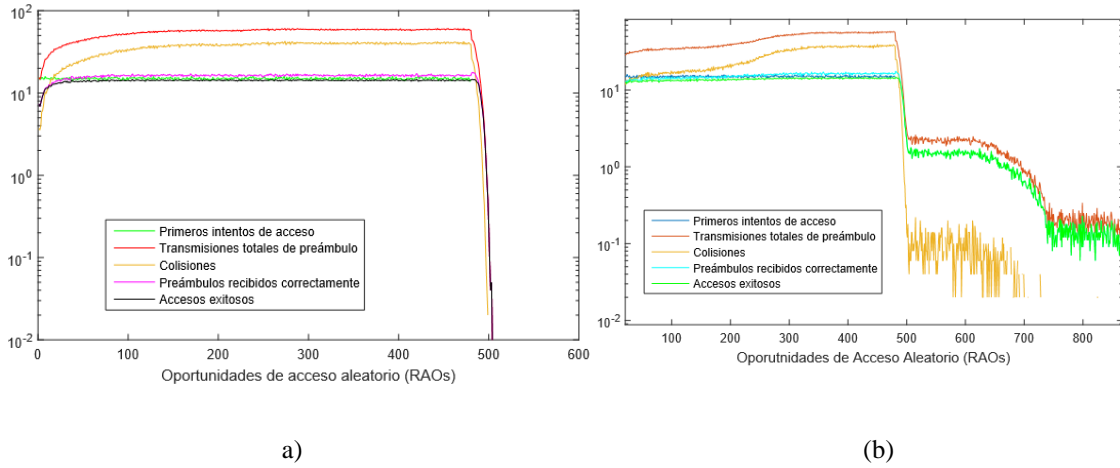 10^2
10^1
10^0
10^-1
10^-2
0
100
200
300
400
500
600
Primeros intentos de acceso
Transmisiones totales de preámbulo
Colisiones
Preámbulos recibidos correctamente
Accesos exitosos
Oportunidades de acceso aleatorio (RAOs)
a)
10^1
10^0
10^-1
10^-2
100
200
300
400
500
600
700
800
Primeros intentos de acceso
Transmisiones totales de preámbulo
Colisiones
Preámbulos recibidos correctamente
Accesos exitosos
Oporutnidades de Acceso Aleatorio (RAOs)
(b)